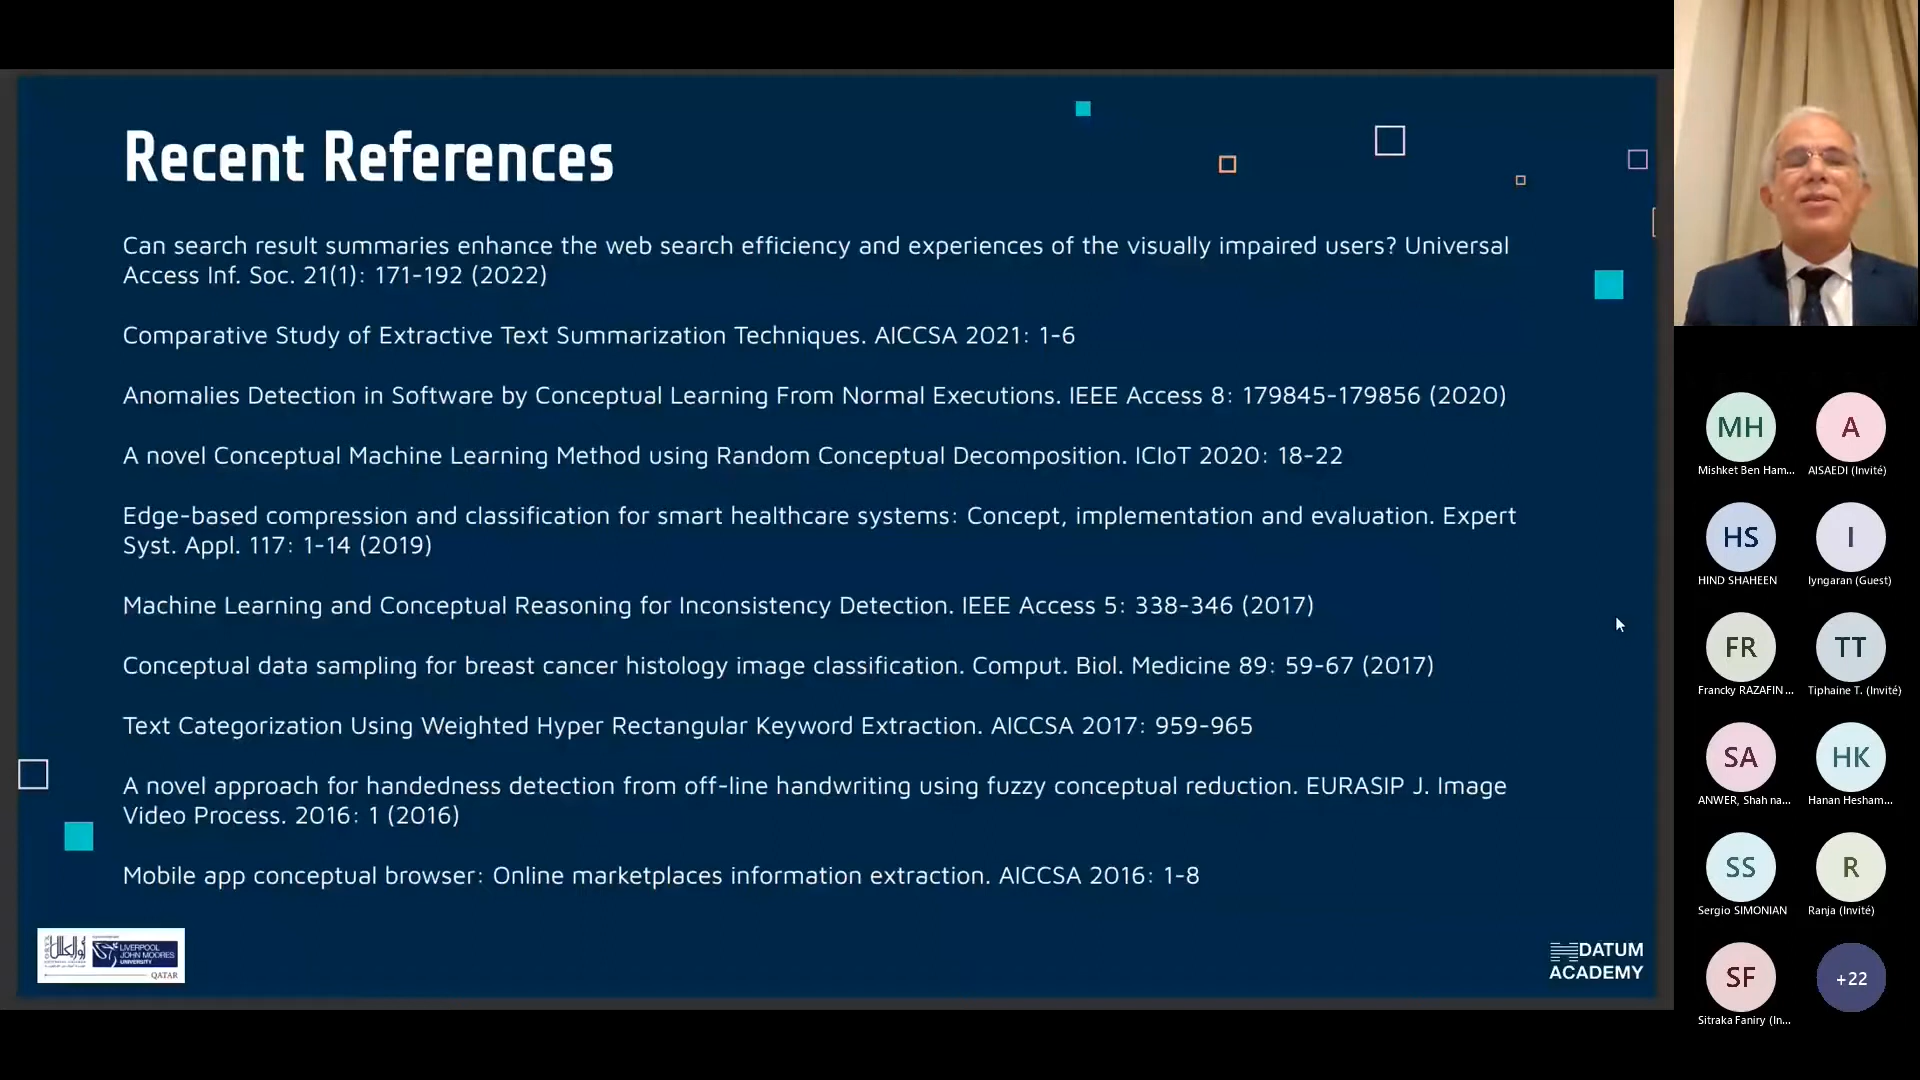 Recent References
Can search result summaries enhance the web search efficiency and experiences of the visually impaired users? Universal
Access Inf. Soc. 21(1): 171-192 (2022)
Comparative Study of Extractive Text Summarization Techniques. AICCSA 2021: 1-6
Anomalies Detection in Software by Conceptual Learning From Normal Executions. IEEE Access 8: 179845-179856 (2020)
A novel Conceptual Machine Learning Method using Random Conceptual Decomposition. ICIoT 2020: 18-22
Edge-based compression and classification for smart healthcare systems: Concept, implementation and evaluation. Expert
Syst. Appl. 117: 1-14 (2019)
Machine Learning and Conceptual Reasoning for Inconsistency Detection. IEEE Access 5: 338-346 (2017)
Conceptual data sampling for breast cancer histology image classification. Comput. Biol. Medicine 89: 59-67 (2017)
Text Categorization Using Weighted Hyper Rectangular Keyword Extraction. AICCSA 2017: 959-965
A novel approach for handedness detection from off-line handwriting using fuzzy conceptual reduction. EURASIP J. Image
Video Process. 2016: 1 (2016)
Mobile app conceptual browser: Online marketplaces information extraction. AICCSA 2016: 1-8
LIVERPOOL
JOHN MOORES
UNIVERSITY
QATAR
DATUM
ACADEMY
MH
Mishket Ben Ham...
A
AlSAEDI (Invité)
HS
HIND SHAHEEN
I
Iyngaran (Guest)
FR
Francky RAZAFIN...
TT
Tiphaine T. (Invité)
SA
ANWER, Shah na...
HK
Hanan Hesham...
SS
Sergio SIMONIAN
R
Ranja (Invité)
SF
Sitraka Faniry (In...
+22